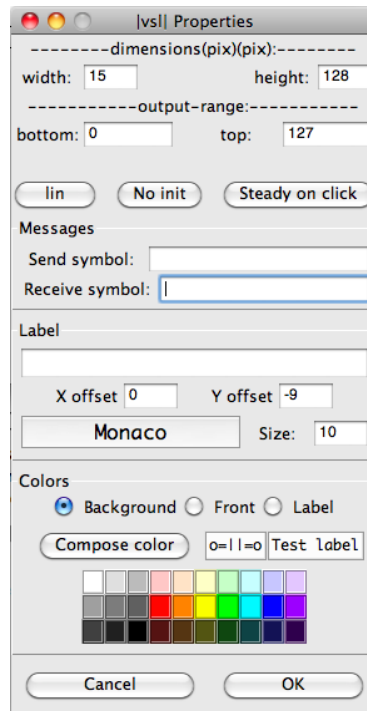 |vsl| Properties
--------dimensions(pix)(pix):--------
width: 15 height: 128
-----------output-range:-----------
bottom: 0 top: 127
lin No init Steady on click
Messages
Send symbol:
Receive symbol:
Label
X offset 0 Y offset -9
Monaco Size: 10
Colors
Background Front Label
Compose color o=||=o Test label
Cancel OK